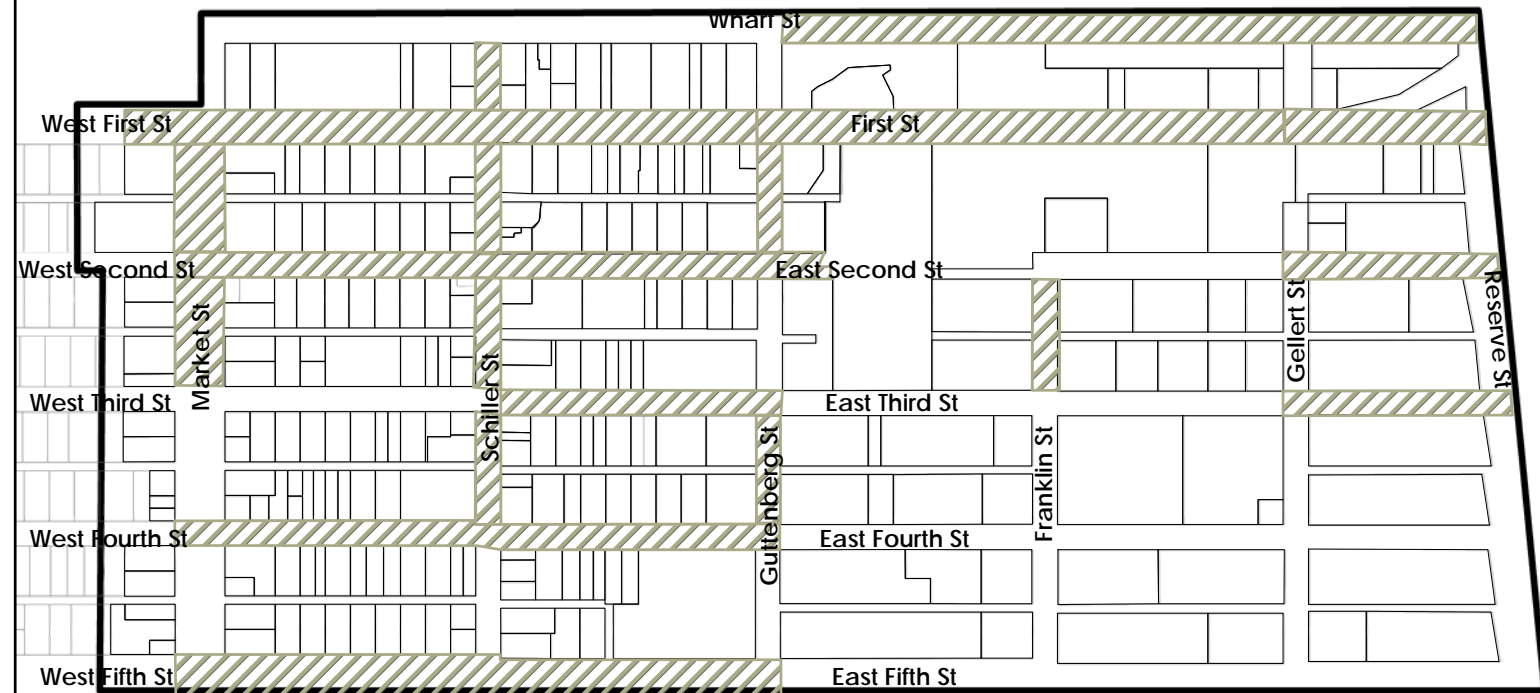 Wharf St
West First St
First St
West Second St
East Second St
Market St
Schiller St
Gellert St
Reserve St
West Third St
East Third St
Guttenberg St
Franklin St
West Fourth St
East Fourth St
West Fifth St
East Fifth St